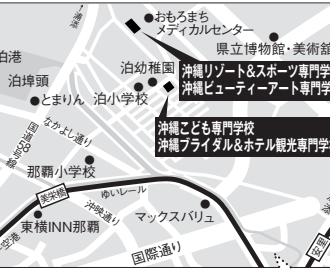 ↑浦添
おもろまち
メディカルセンター
県立博物館・美術館
泊港
沖縄リゾート&スポーツ専門学
沖縄ビューティーアート専門学
泊幼稚園
泊埠頭
とまりん
泊小学校
沖縄こども専門学校
沖縄ブライダル&ホテル観光専門学
なかよし通り
国道58号線
那覇小学校
美栄橋
ゆいレール
沖映通り
マックスバリュ
東横INN那覇
国際通り
空港
安里